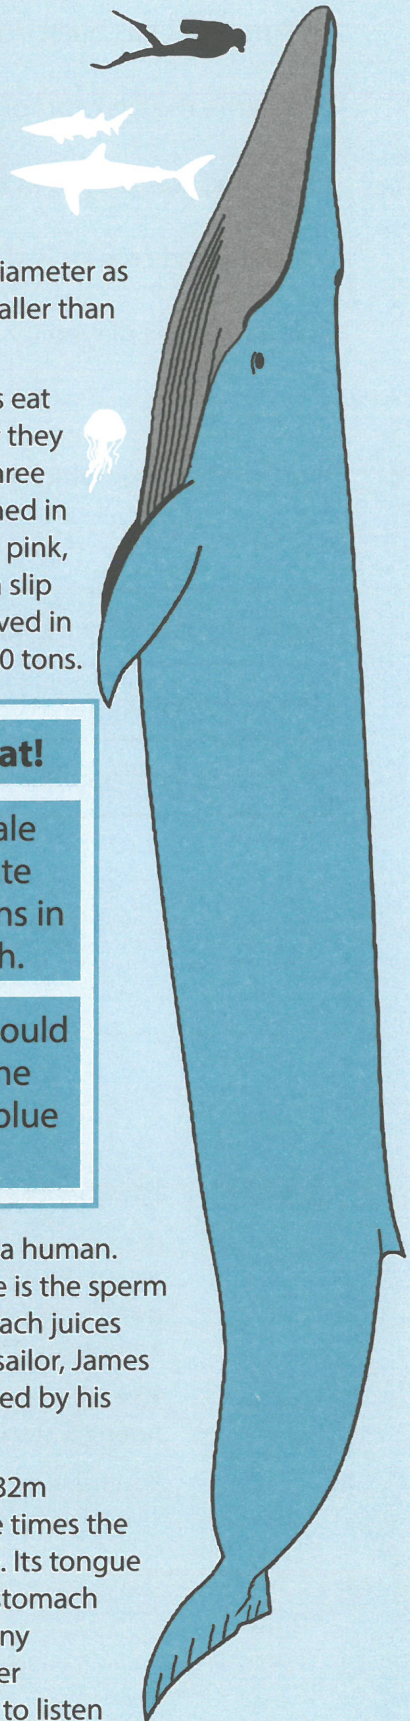 iameter as
aller than
s eat
they
hree
ned in
pink,
slip
ved in
0 tons.
at!
ale
te
ns in
h.
ould
ne
blue
a human.
e is the sperm
ach juices
sailor, James
ed by his
32m
e times the
. Its tongue
stomach
ny
er
to listen